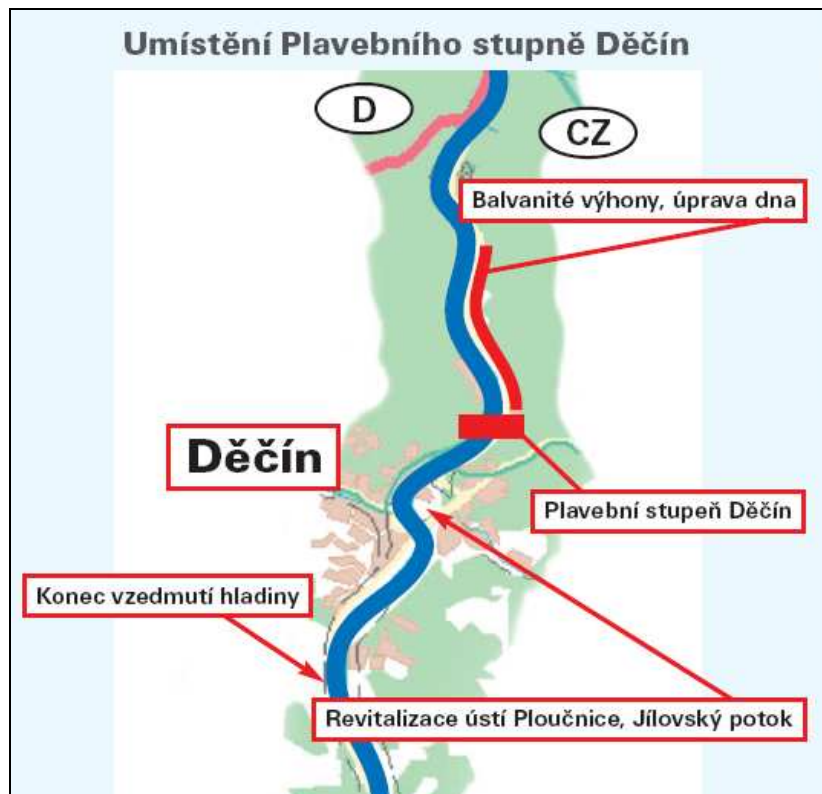 Umístění Plavebního stupně Děčín
D
CZ
Balvanité výhony, úprava dna
Děčín
Plavební stupeň Děčín
Konec vzedmutí hladiny
Revitalizace ústí Ploučnice, Jílovský potok